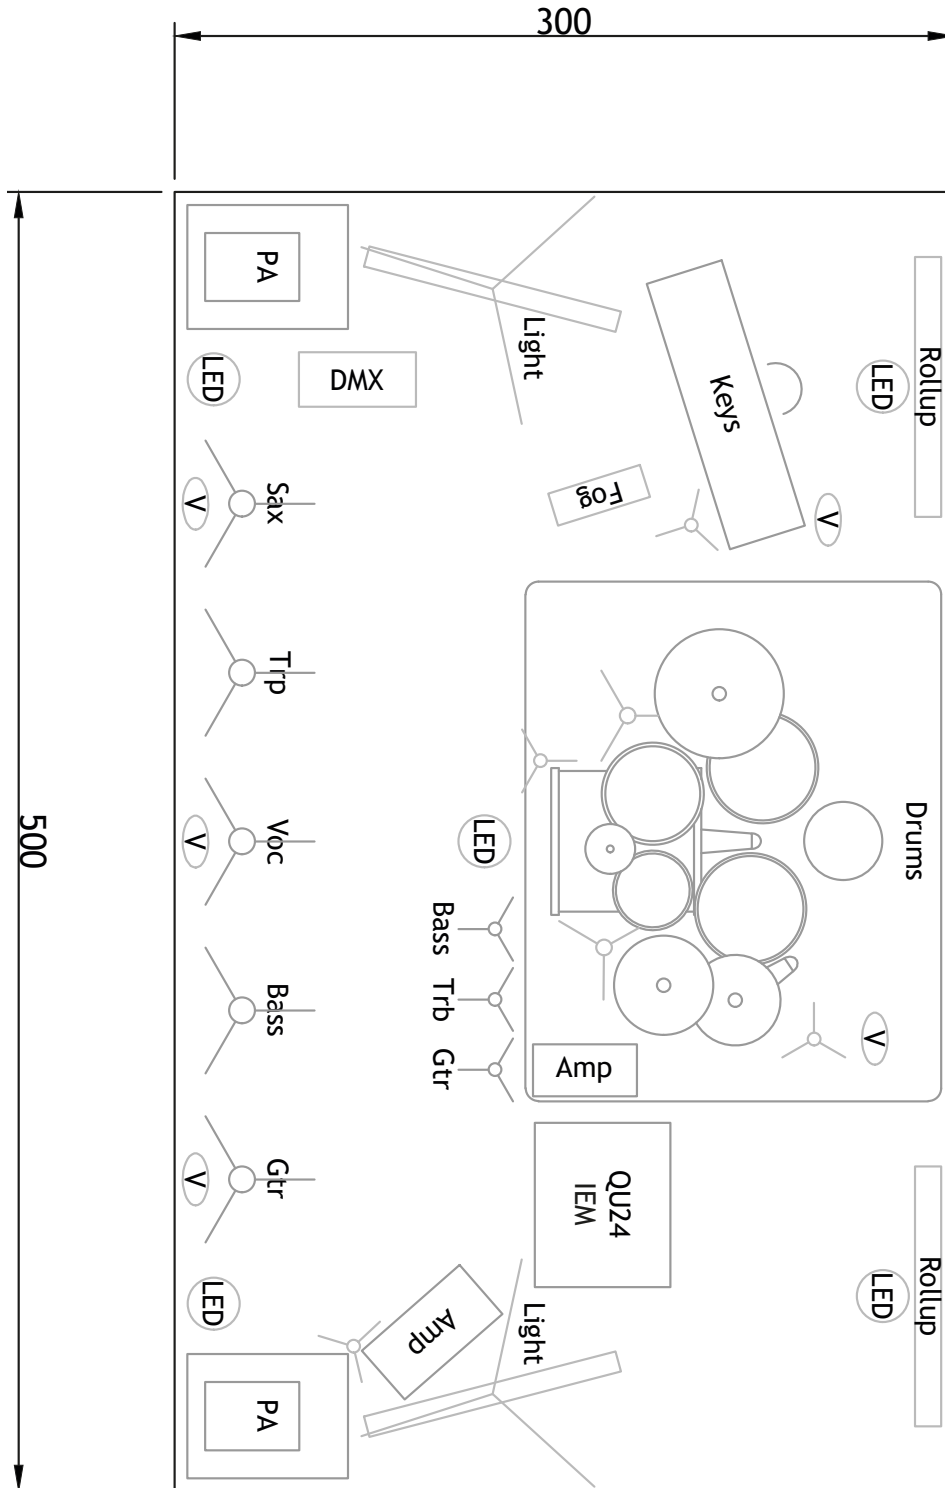 300
500
PA
Light
Rollup
LED
DMX
LED
Keys
Sax
V
Fog
V
Trp
Voc
V
LED
Drums
Bass
Trb
Gtr
Bass
V
Amp
Gtr
V
QU24
IEM
LED
Amp
Light
LED
Rollup
PA